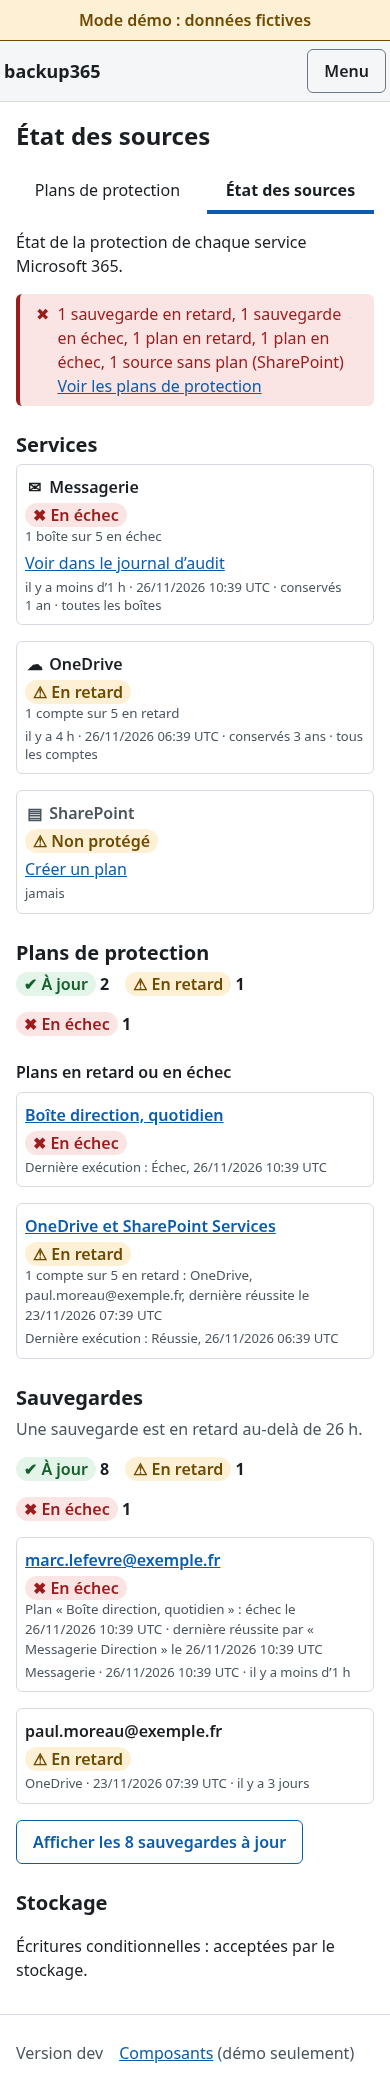 Mode démo : données fictives
backup365
Menu
État des sources
Plans de protection
État des sources
État de la protection de chaque service
Microsoft 365.
✖ 1 sauvegarde en retard, 1 sauvegarde
en échec, 1 plan en retard, 1 plan en
échec, 1 source sans plan (SharePoint)
Voir les plans de protection
Services
✉ Messagerie
✖ En échec
1 boîte sur 5 en échec
Voir dans le journal d’audit
il y a moins d’1 h · 26/11/2026 10:39 UTC · conservés
1 an · toutes les boîtes
☁ OneDrive
⚠ En retard
1 compte sur 5 en retard
il y a 4 h · 26/11/2026 06:39 UTC · conservés 3 ans · tous
les comptes
▤ SharePoint
⚠ Non protégé
Créer un plan
jamais
Plans de protection
✔ À jour 2 ⚠ En retard 1
✖ En échec 1
Plans en retard ou en échec
Boîte direction, quotidien
✖ En échec
Dernière exécution : Échec, 26/11/2026 10:39 UTC
OneDrive et SharePoint Services
⚠ En retard
1 compte sur 5 en retard : OneDrive,
paul.moreau@exemple.fr, dernière réussite le
23/11/2026 07:39 UTC
Dernière exécution : Réussie, 26/11/2026 06:39 UTC
Sauvegardes
Une sauvegarde est en retard au-delà de 26 h.
✔ À jour 8 ⚠ En retard 1
✖ En échec 1
marc.lefevre@exemple.fr
✖ En échec
Plan « Boîte direction, quotidien » : échec le
26/11/2026 10:39 UTC · dernière réussite par «
Messagerie Direction » le 26/11/2026 10:39 UTC
Messagerie · 26/11/2026 10:39 UTC · il y a moins d’1 h
paul.moreau@exemple.fr
⚠ En retard
OneDrive · 23/11/2026 07:39 UTC · il y a 3 jours
Afficher les 8 sauvegardes à jour
Stockage
Écritures conditionnelles : acceptées par le
stockage.
Version dev Composants (démo seulement)